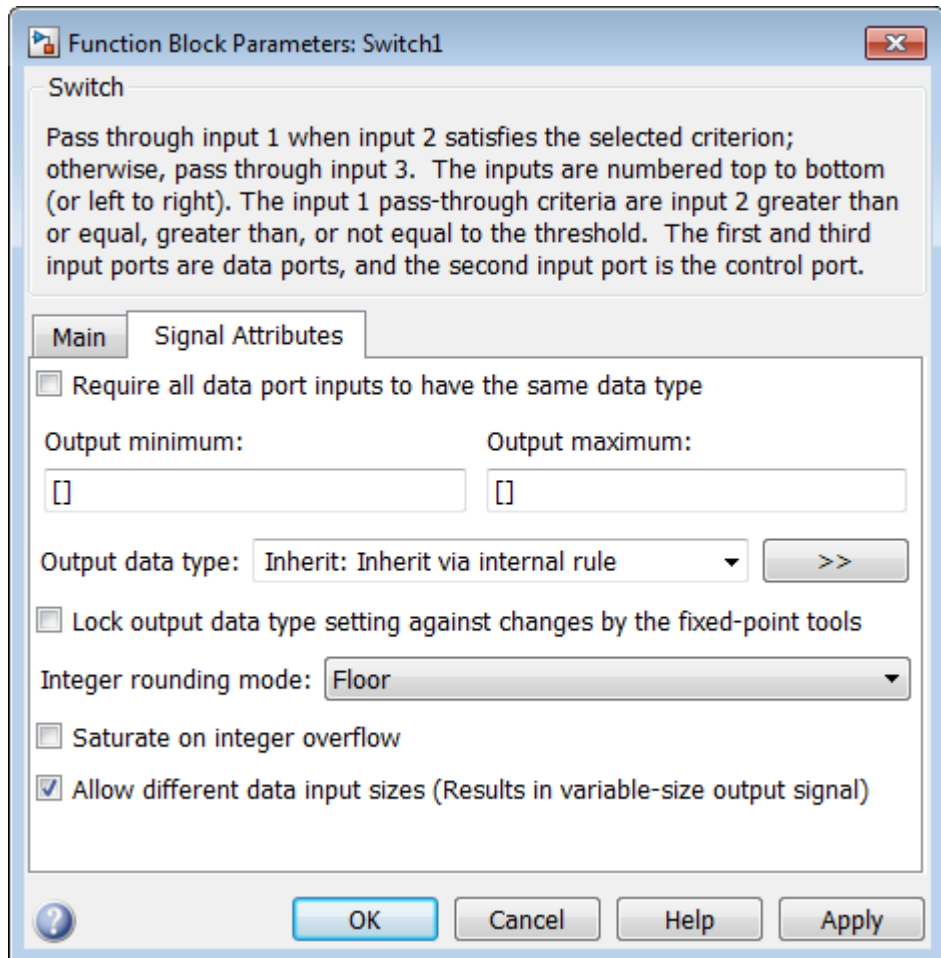 Function Block Parameters: Switch1
Switch
Pass through input 1 when input 2 satisfies the selected criterion;
otherwise, pass through input 3.  The inputs are numbered top to bottom
(or left to right). The input 1 pass-through criteria are input 2 greater than
or equal, greater than, or not equal to the threshold.  The first and third
input ports are data ports, and the second input port is the control port.
Main Signal Attributes
Require all data port inputs to have the same data type
Output minimum: Output maximum:
[] []
Output data type: Inherit: Inherit via internal rule >>
Lock output data type setting against changes by the fixed-point tools
Integer rounding mode: Floor
Saturate on integer overflow
Allow different data input sizes (Results in variable-size output signal)
? OK Cancel Help Apply